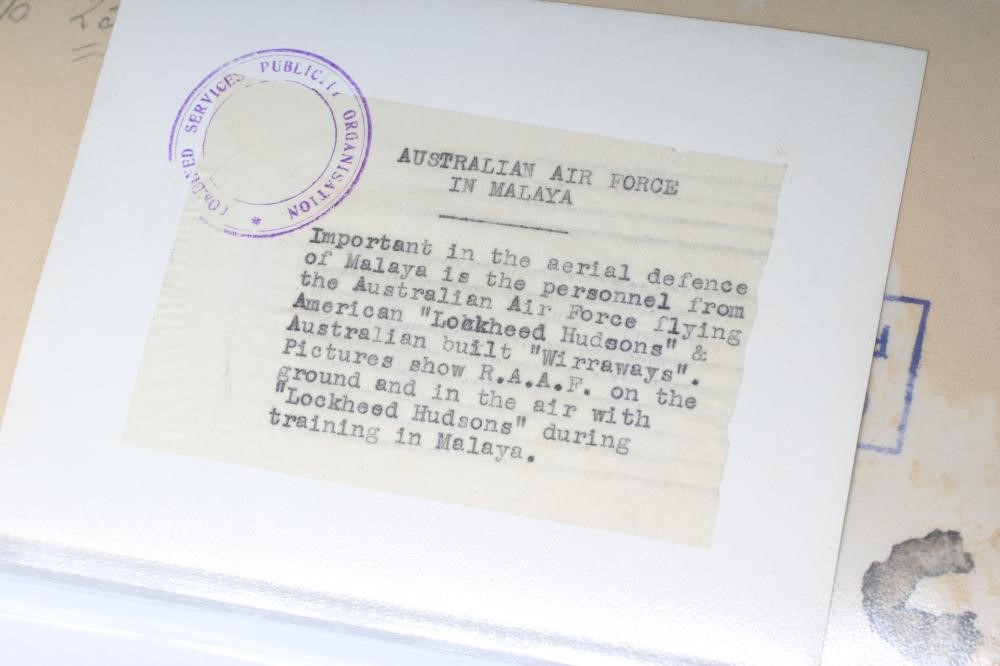 COMBINED SERVICES PUBLICITY ORGANISATION *
AUSTRALIAN AIR FORCE
IN MALAYA
Important in the aerial defence
of Malaya is the personnel from
the Australian Air Force flying
American "Lockheed Hudsons" &
Australian built "Wirraways".
Pictures show R.A.A.F. on the
ground and in the air with
"Lockheed Hudsons" during
training in Malaya.